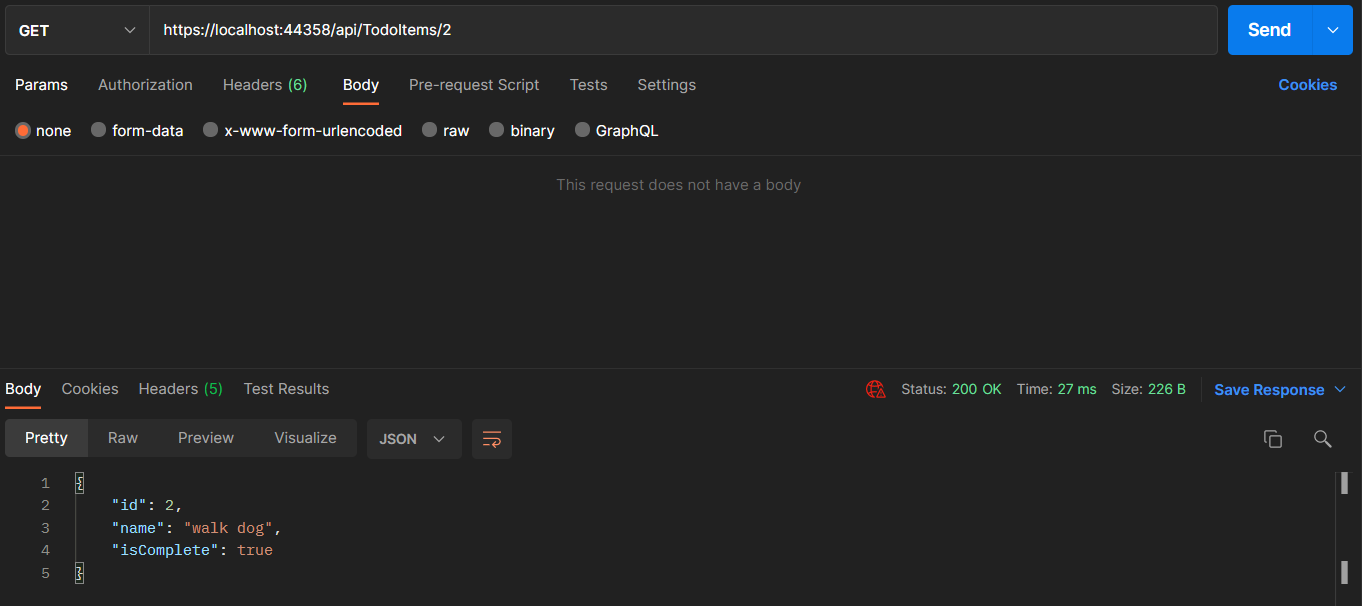 GET https://localhost:44358/api/TodoItems/2 Send
Params Authorization Headers (6) Body Pre-request Script Tests Settings Cookies
none form-data x-www-form-urlencoded raw binary GraphQL
This request does not have a body
Body Cookies Headers (5) Test Results Status: 200 OK Time: 27 ms Size: 226 B Save Response
Pretty Raw Preview Visualize JSON
1 {
2 "id": 2,
3 "name": "walk dog",
4 "isComplete": true
5 }